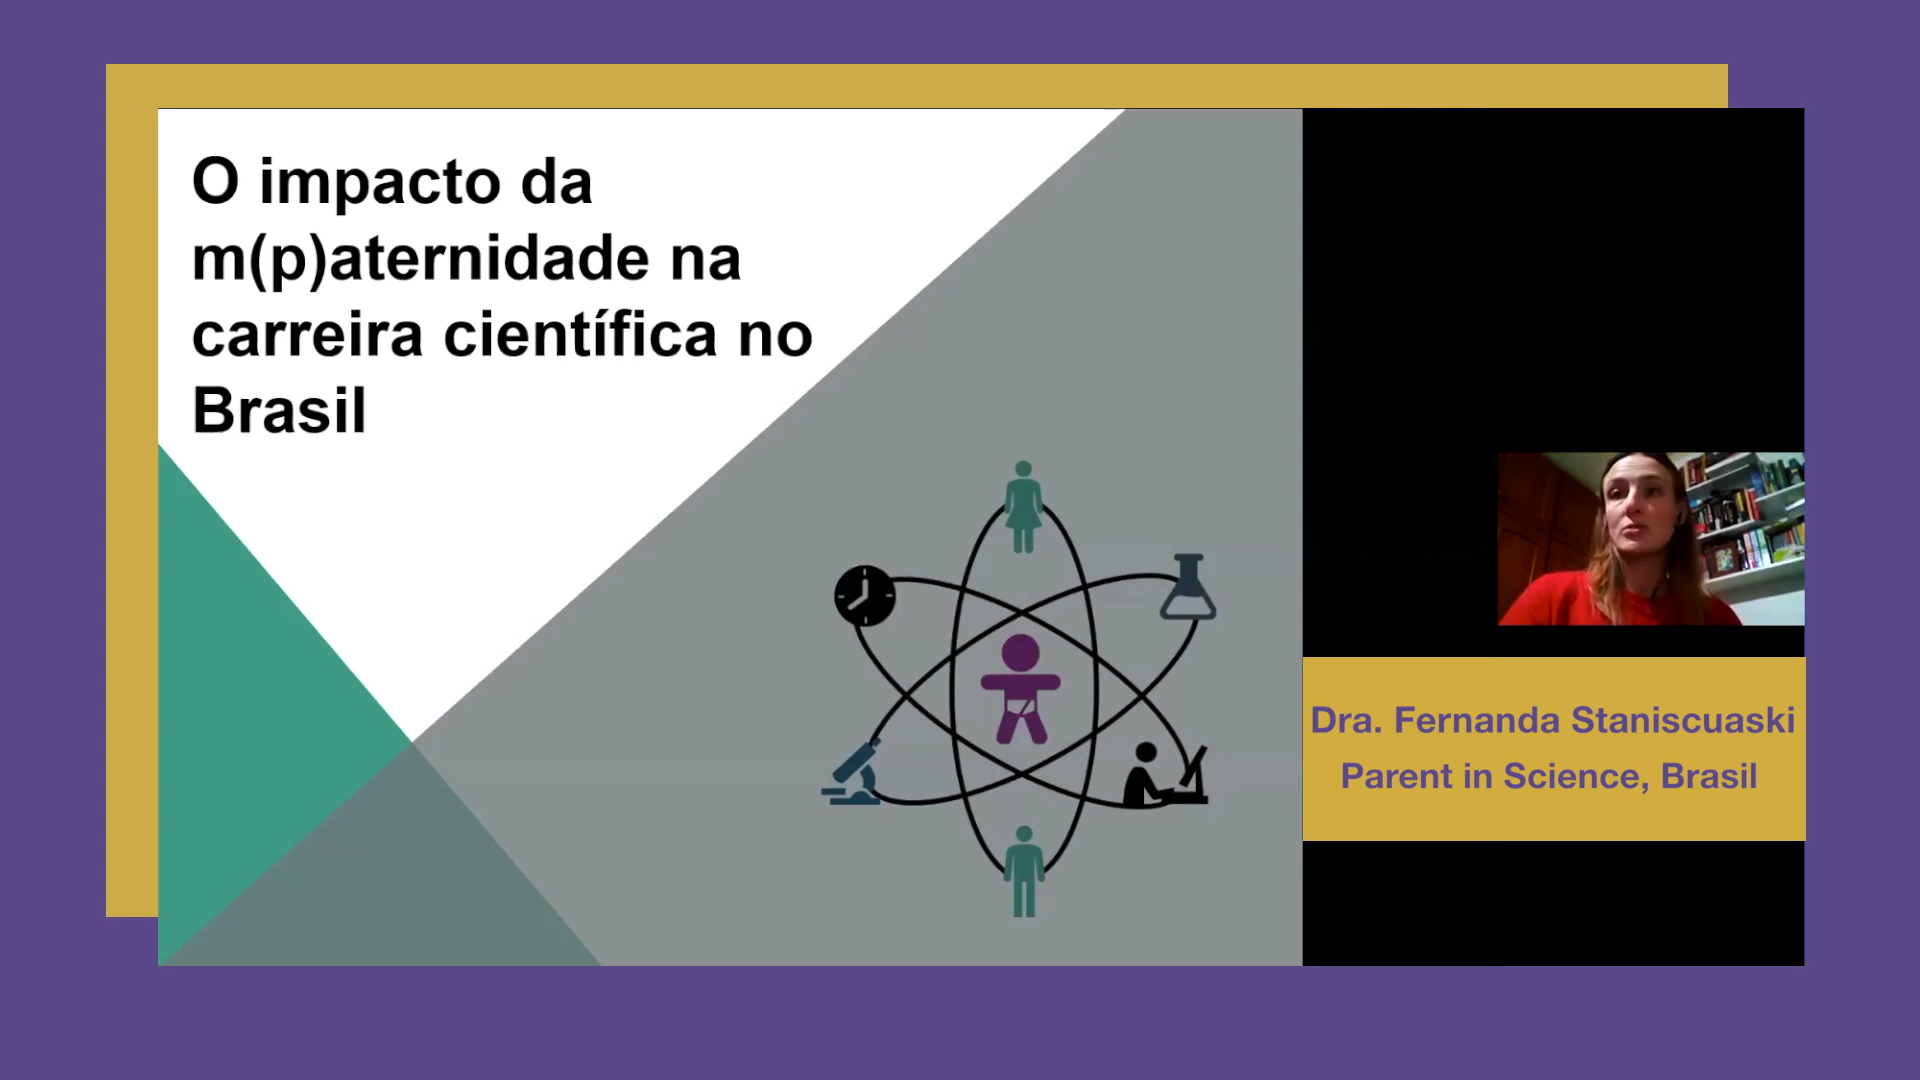 O impacto da
m(p)aternidade na
carreira científica no
Brasil
Dra. Fernanda Staniscuaski
Parent in Science, Brasil